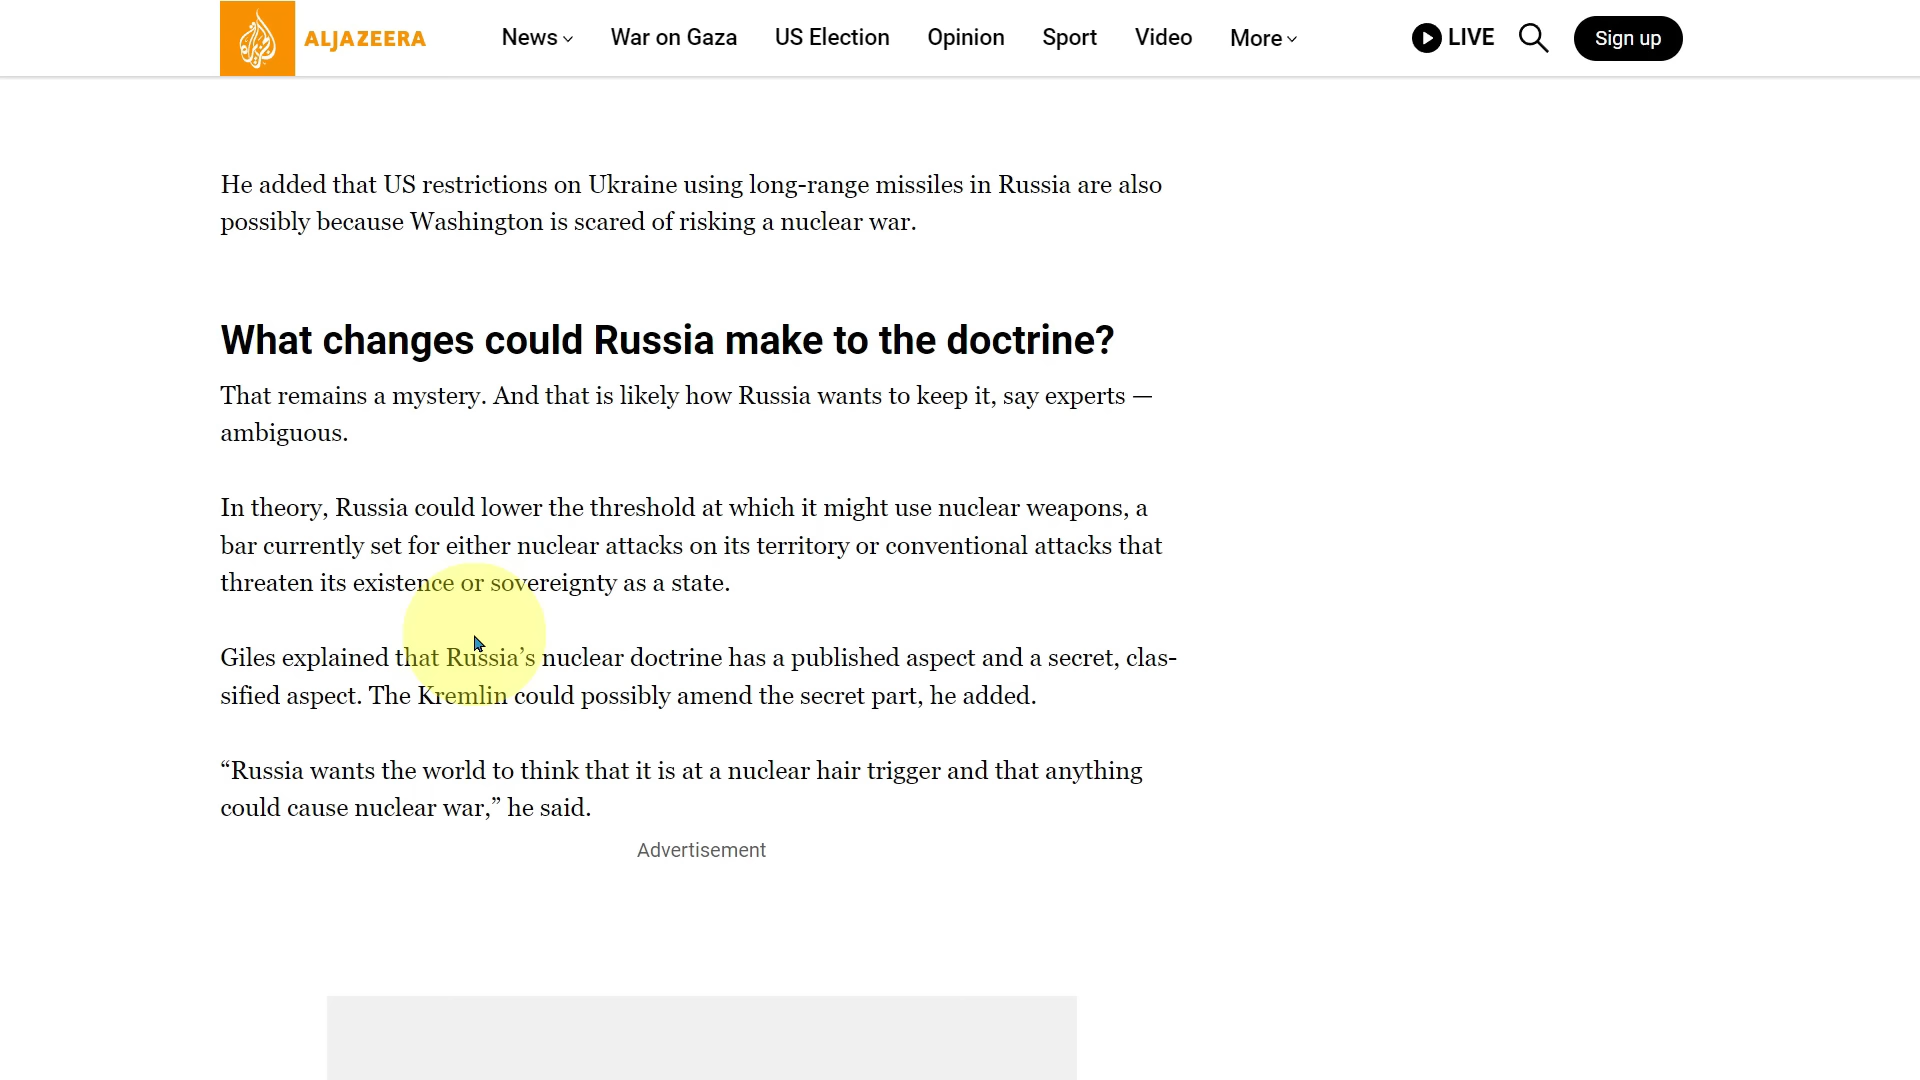 ALJAZEERA
News
War on Gaza
US Election
Opinion
Sport
Video
More
LIVE
Sign up
He added that US restrictions on Ukraine using long-range missiles in Russia are also
possibly because Washington is scared of risking a nuclear war.
What changes could Russia make to the doctrine?
That remains a mystery. And that is likely how Russia wants to keep it, say experts —
ambiguous.
In theory, Russia could lower the threshold at which it might use nuclear weapons, a
bar currently set for either nuclear attacks on its territory or conventional attacks that
threaten its existence or sovereignty as a state.
Giles explained that Russia’s nuclear doctrine has a published aspect and a secret, clas-
sified aspect. The Kremlin could possibly amend the secret part, he added.
“Russia wants the world to think that it is at a nuclear hair trigger and that anything
could cause nuclear war,” he said.
Advertisement